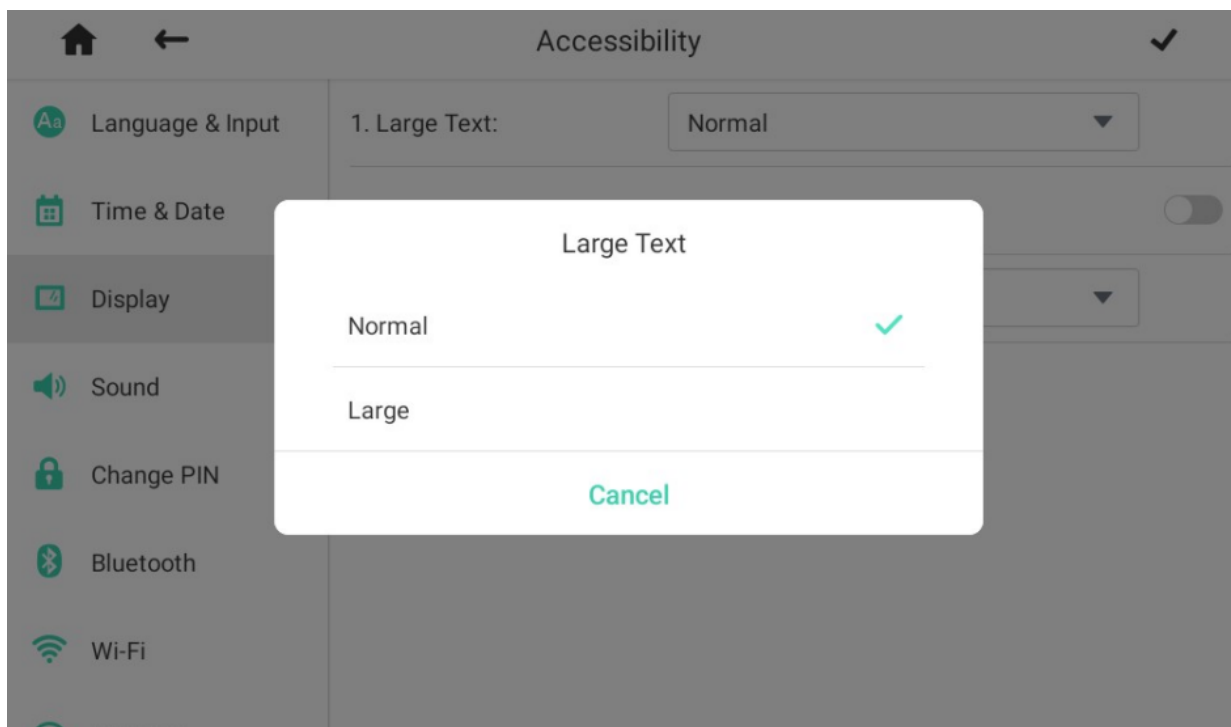 Accessibility
Aa Language & Input
1. Large Text: Normal
Time & Date
Display
Sound
Change PIN
Bluetooth
Wi-Fi
Large Text
Normal
Large
Cancel